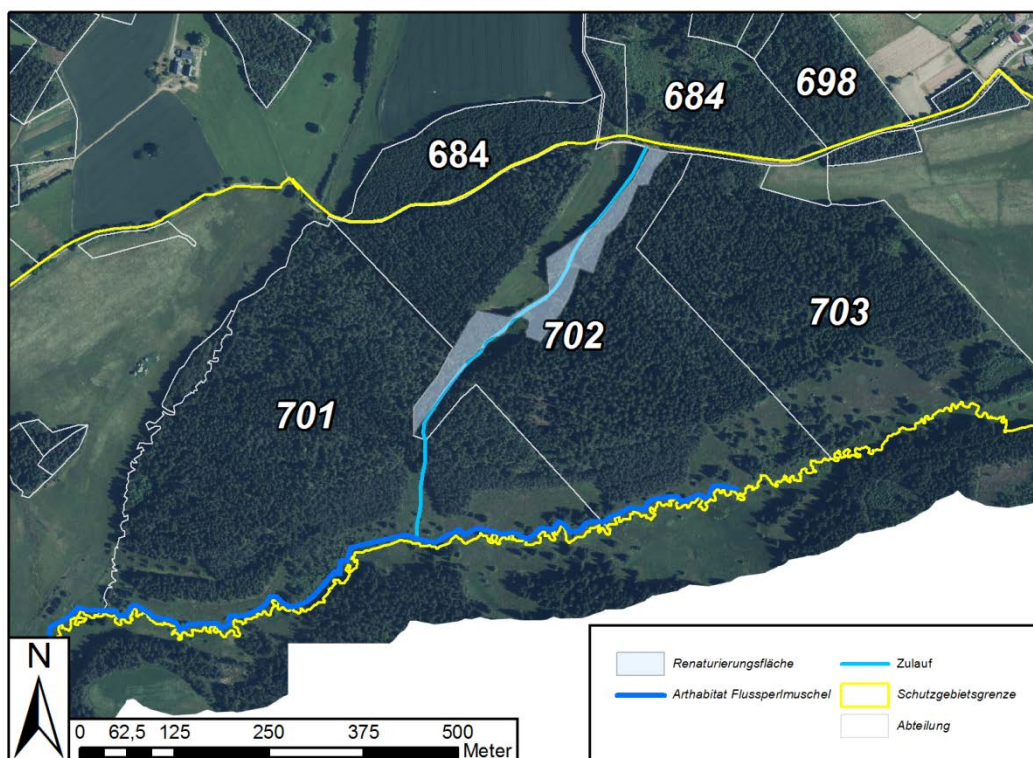 684
698
684
702
703
701
N
0 62,5 125 250 375 500
Meter
Renaturierungsfläche
Arthabitat Flussperlmuschel
Zulauf
Schutzgebietsgrenze
Abteilung